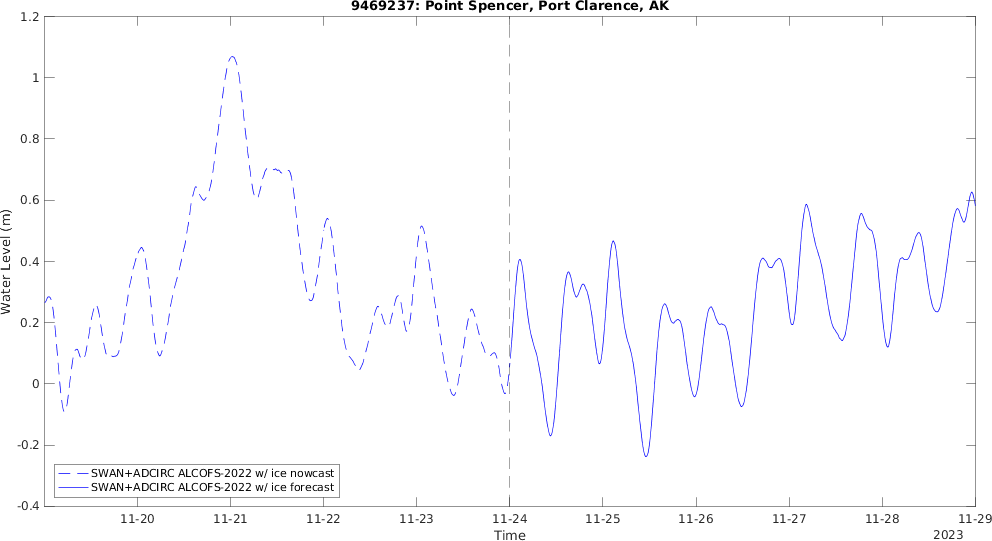 9469237: Point Spencer, Port Clarence, AK
1.2
1
0.8
0.6
0.4
0.2
0
-0.2
-0.4
Water Level (m)
SWAN+ADCIRC ALCOFS-2022 w/ ice nowcast
SWAN+ADCIRC ALCOFS-2022 w/ ice forecast
11-20 11-21 11-22 11-23 11-24 11-25 11-26 11-27 11-28 11-29
Time
2023